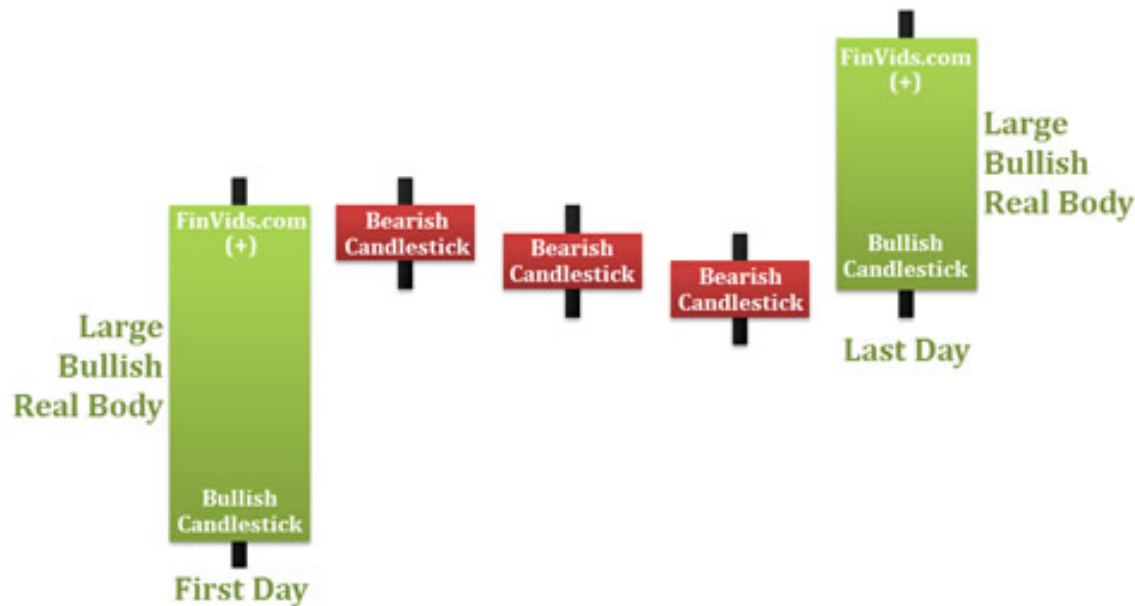 FinVids.com
(+)
Large
Bullish
Real Body
Bullish
Candlestick
First Day
Bearish
Candlestick
Bearish
Candlestick
Bearish
Candlestick
FinVids.com
(+)
Large
Bullish
Real Body
Bullish
Candlestick
Last Day